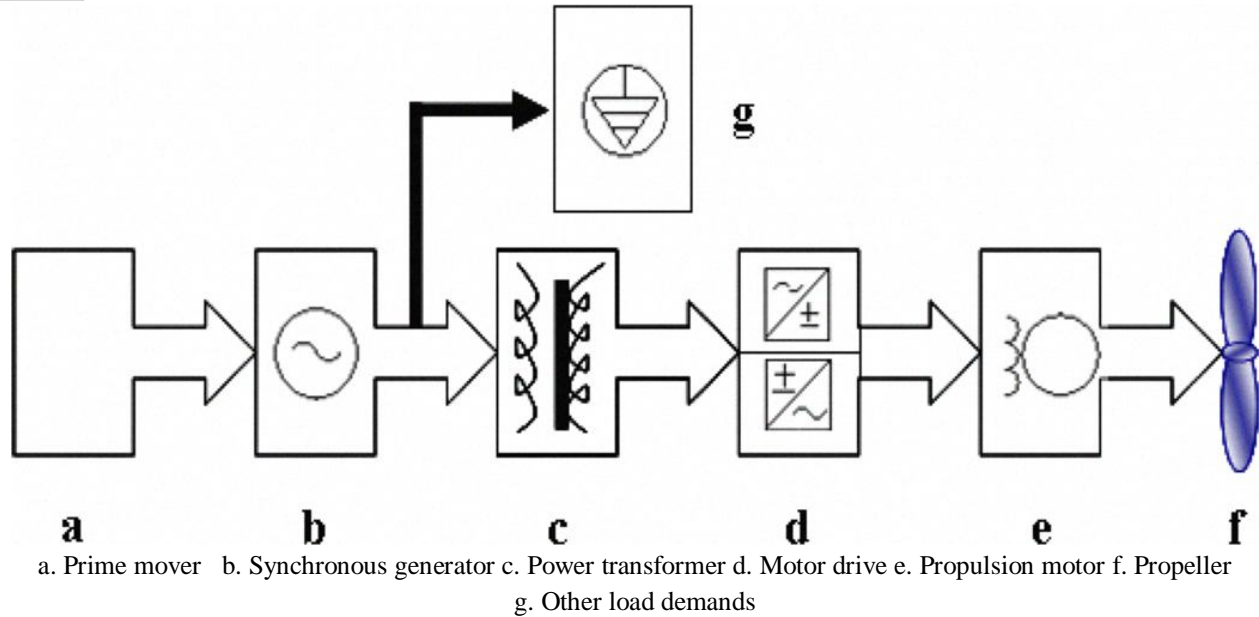 g
a b c d e f
a. Prime mover b. Synchronous generator c. Power transformer d. Motor drive e. Propulsion motor f. Propeller
g. Other load demands